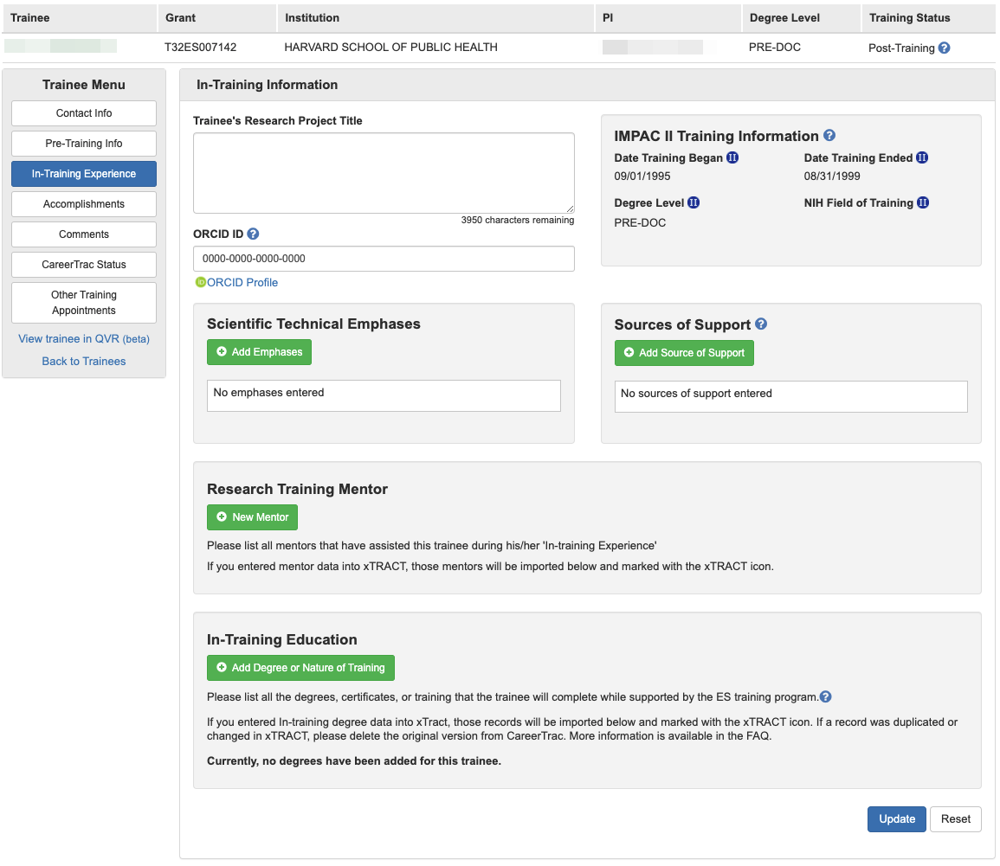 Trainee Grant Institution PI Degree Level Training Status
T32ES007142 HARVARD SCHOOL OF PUBLIC HEALTH PRE-DOC Post-Training ?
Trainee Menu
Contact Info
Pre-Training Info
In-Training Experience
Accomplishments
Comments
CareerTrac Status
Other Training
Appointments
View trainee in QVR (beta)
Back to Trainees
In-Training Information
Trainee's Research Project Title
3950 characters remaining
ORCID ID ?
0000-0000-0000-0000
iD ORCID Profile
IMPAC II Training Information ?
Date Training Began II Date Training Ended II
09/01/1995 08/31/1999
Degree Level II NIH Field of Training II
PRE-DOC
Scientific Technical Emphases
Add Emphases
No emphases entered
Sources of Support ?
Add Source of Support
No sources of support entered
Research Training Mentor
New Mentor
Please list all mentors that have assisted this trainee during his/her 'In-training Experience'
If you entered mentor data into xTRACT, those mentors will be imported below and marked with the xTRACT icon.
In-Training Education
Add Degree or Nature of Training
Please list all the degrees, certificates, or training that the trainee will complete while supported by the ES training program. ?
If you entered In-training degree data into xTract, those records will be imported below and marked with the xTRACT icon. If a record was duplicated or
changed in xTRACT, please delete the original version from CareerTrac. More information is available in the FAQ.
Currently, no degrees have been added for this trainee.
Update Reset